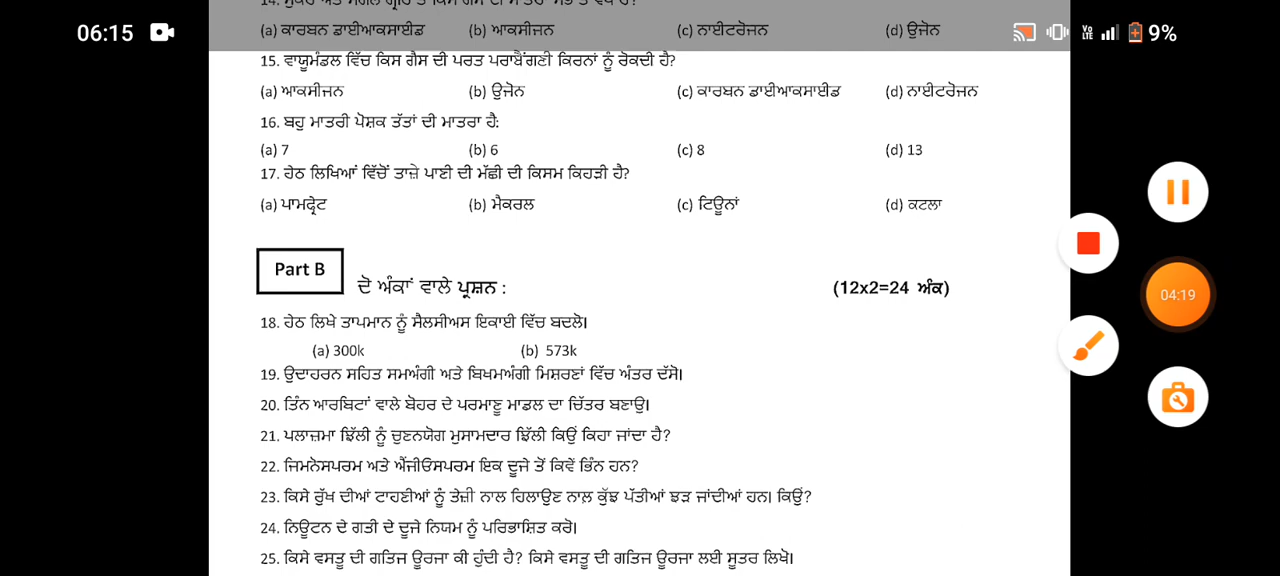 06:15
VO LTE
9%
(a) ਕਾਰਬਨ ਡਾਈਆਕਸਾਈਡ (b) ਆਕਸੀਜਨ (c) ਨਾਈਟਰੋਜਨ (d) ਉਜੋਨ
15. ਵਾਯੂਮੰਡਲ ਵਿੱਚ ਕਿਸ ਗੈਸ ਦੀ ਪਰਤ ਪਰਾਬੈਂਗਣੀ ਕਿਰਨਾਂ ਨੂੰ ਰੋਕਦੀ ਹੈ?
(a) ਆਕਸੀਜਨ (b) ਉਜੋਨ (c) ਕਾਰਬਨ ਡਾਈਆਕਸਾਈਡ (d) ਨਾਈਟਰੋਜਨ
16. ਬਹੁ ਮਾਤਰੀ ਪੋਸ਼ਕ ਤੱਤਾਂ ਦੀ ਮਾਤਰਾ ਹੈ:
(a) 7 (b) 6 (c) 8 (d) 13
17. ਹੇਠ ਲਿਖਿਆਂ ਵਿੱਚੋਂ ਤਾਜ਼ੇ ਪਾਣੀ ਦੀ ਮੱਛੀ ਦੀ ਕਿਸਮ ਕਿਹੜੀ ਹੈ?
(a) ਪਾਮਫ੍ਰੇਟ (b) ਮੈਕਰਲ (c) ਟਿਊਨਾਂ (d) ਕਟਲਾ
Part B
ਦੋ ਅੰਕਾਂ ਵਾਲੇ ਪ੍ਰਸ਼ਨ : (12x2=24 ਅੰਕ)
18. ਹੇਠ ਲਿਖੇ ਤਾਪਮਾਨ ਨੂੰ ਸੈਲਸੀਅਸ ਇਕਾਈ ਵਿੱਚ ਬਦਲੋ।
(a) 300k (b) 573k
19. ਉਦਾਹਰਨ ਸਹਿਤ ਸਮਅੰਗੀ ਅਤੇ ਬਿਖਮਅੰਗੀ ਮਿਸ਼ਰਣਾਂ ਵਿੱਚ ਅੰਤਰ ਦੱਸੋ।
20. ਤਿੰਨ ਆਰਬਿਟਾਂ ਵਾਲੇ ਬੋਹਰ ਦੇ ਪਰਮਾਣੂ ਮਾਡਲ ਦਾ ਚਿੱਤਰ ਬਣਾਉ।
21. ਪਲਾਜ਼ਮਾ ਝਿੱਲੀ ਨੂੰ ਚੁਣਨਯੋਗ ਮੁਸਾਮਦਾਰ ਝਿੱਲੀ ਕਿਉਂ ਕਿਹਾ ਜਾਂਦਾ ਹੈ?
22. ਜਿਮਨੋਸਪਰਮ ਅਤੇ ਐਂਜੀਓਸਪਰਮ ਇਕ ਦੂਜੇ ਤੋਂ ਕਿਵੇਂ ਭਿੰਨ ਹਨ?
23. ਕਿਸੇ ਰੁੱਖ ਦੀਆਂ ਟਾਹਣੀਆਂ ਨੂੰ ਤੇਜ਼ੀ ਨਾਲ ਹਿਲਾਉਣ ਨਾਲ਼ ਕੁੱਝ ਪੱਤੀਆਂ ਝੜ ਜਾਂਦੀਆਂ ਹਨ। ਕਿਉਂ?
24. ਨਿਊਟਨ ਦੇ ਗਤੀ ਦੇ ਦੂਜੇ ਨਿਯਮ ਨੂੰ ਪਰਿਭਾਸ਼ਿਤ ਕਰੋ।
25. ਕਿਸੇ ਵਸਤੂ ਦੀ ਗਤਿਜ ਊਰਜਾ ਕੀ ਹੁੰਦੀ ਹੈ? ਕਿਸੇ ਵਸਤੂ ਦੀ ਗਤਿਜ ਊਰਜਾ ਲਈ ਸੂਤਰ ਲਿਖੋ।
04:19